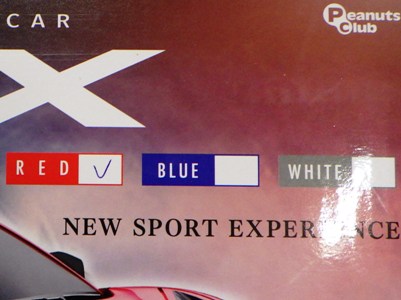 CAR
Peanuts
Club
X
RED
BLUE
WHITE
NEW SPORT EXPERIENCE